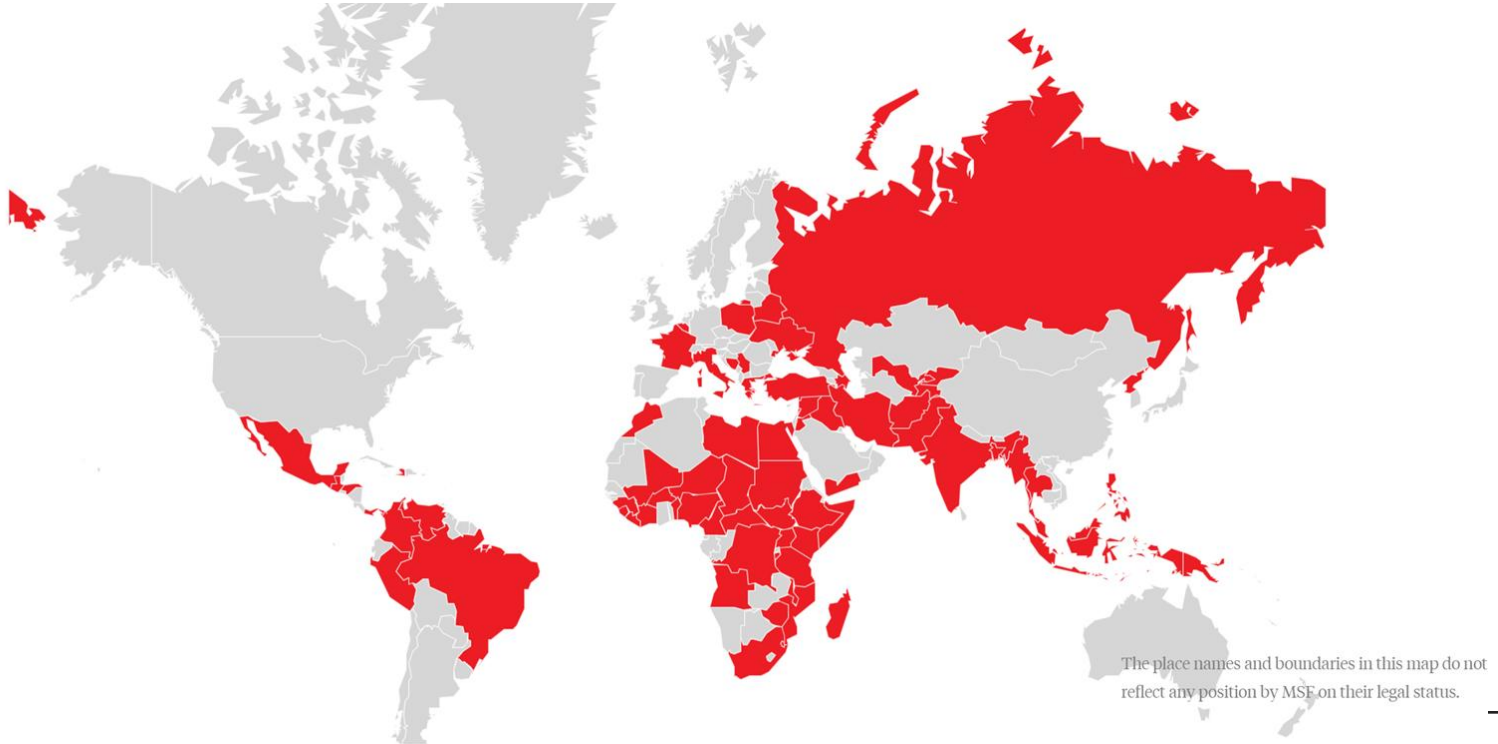 The place names and boundaries in this map do not
reflect any position by MSF on their legal status.